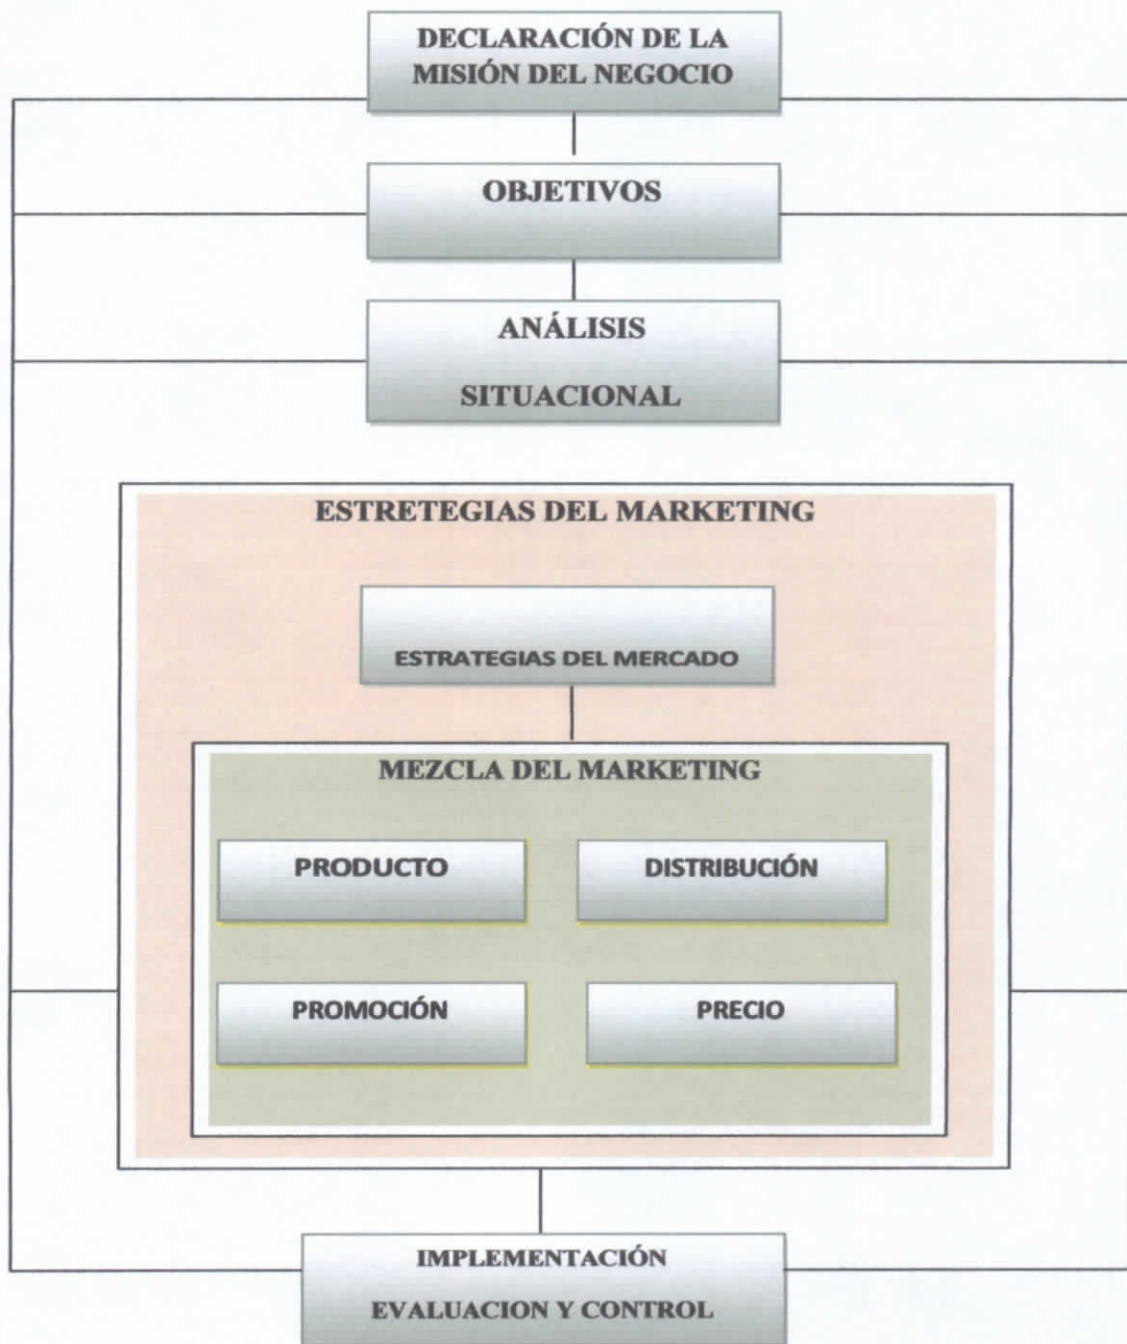 DECLARACIÓN DE LA
MISIÓN DEL NEGOCIO
OBJETIVOS
ANÁLISIS
SITUACIONAL
ESTRETEGIAS DEL MARKETING
ESTRATEGIAS DEL MERCADO
MEZCLA DEL MARKETING
PRODUCTO
DISTRIBUCIÓN
PROMOCIÓN
PRECIO
IMPLEMENTACIÓN
EVALUACION Y CONTROL